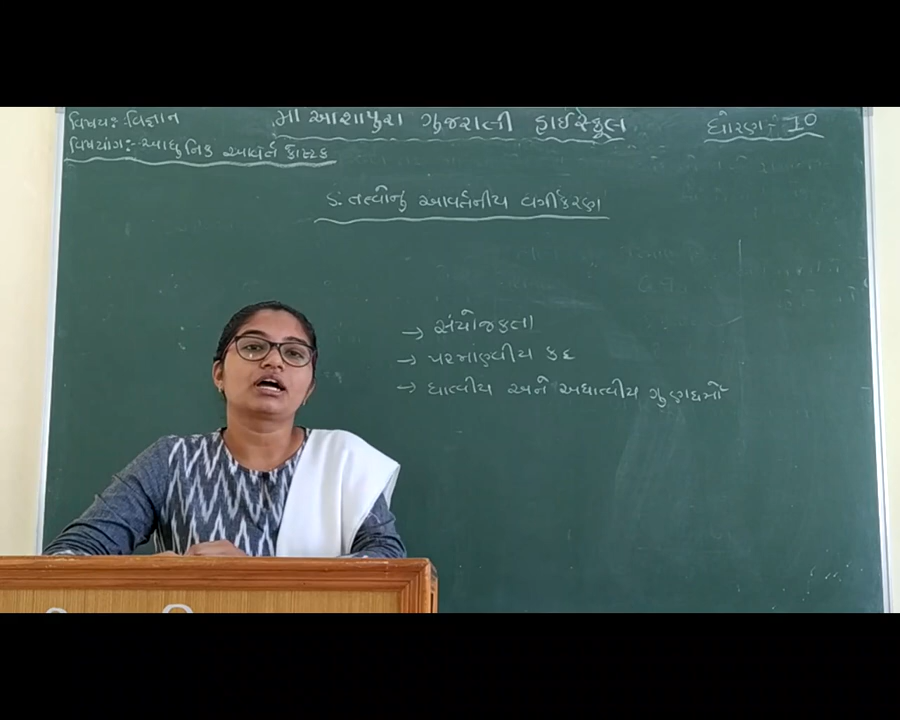 વિષય:- વિજ્ઞાન મા આશાપુરા ગુજરાતી હાઈસ્કૂલ ધોરણ:- 10
વિષયાંગ:- આધુનિક આવર્ત કોષ્ટક
5. તત્વોનું આવર્તનીય વર્ગીકરણ
→ સંયોજકતા
→ પરમાણ્વીય કદ
→ ધાત્વીય અને અધાત્વીય ગુણધર્મો